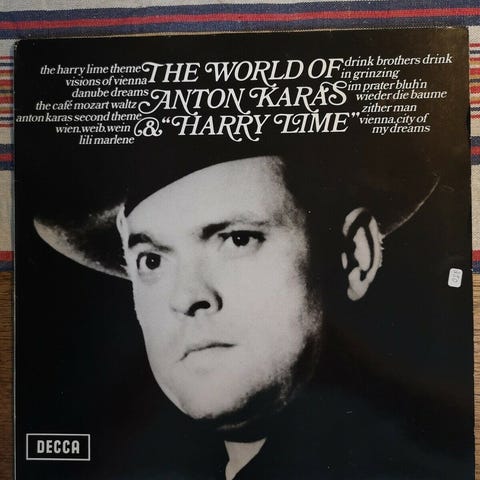 the harry lime theme
visions of vienna
danube dreams
the café mozart waltz
anton karas second theme
wien.weib.wein
lili marlene
THE WORLD OF
ANTON KARAS
&"HARRY LIME"
drink brothers drink
in grinzing
im prater bluh'n
wieder die baume
zither man
vienna,city of
my dreams
DECCA